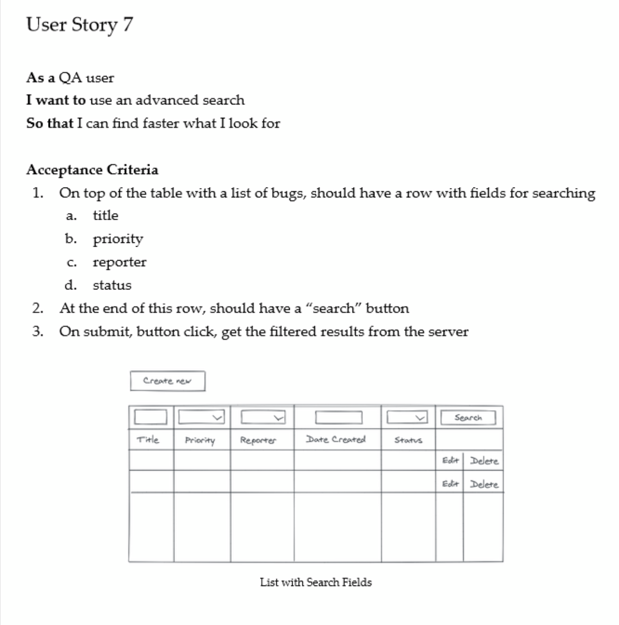 User Story 7
As a QA user
I want to use an advanced search
So that I can find faster what I look for
Acceptance Criteria
1. On top of the table with a list of bugs, should have a row with fields for searching
a. title
b. priority
c. reporter
d. status
2. At the end of this row, should have a “search” button
3. On submit, button click, get the filtered results from the server
Create new
Search
Title Priority Reporter Date Created Status
Edit Delete
Edit Delete
List with Search Fields